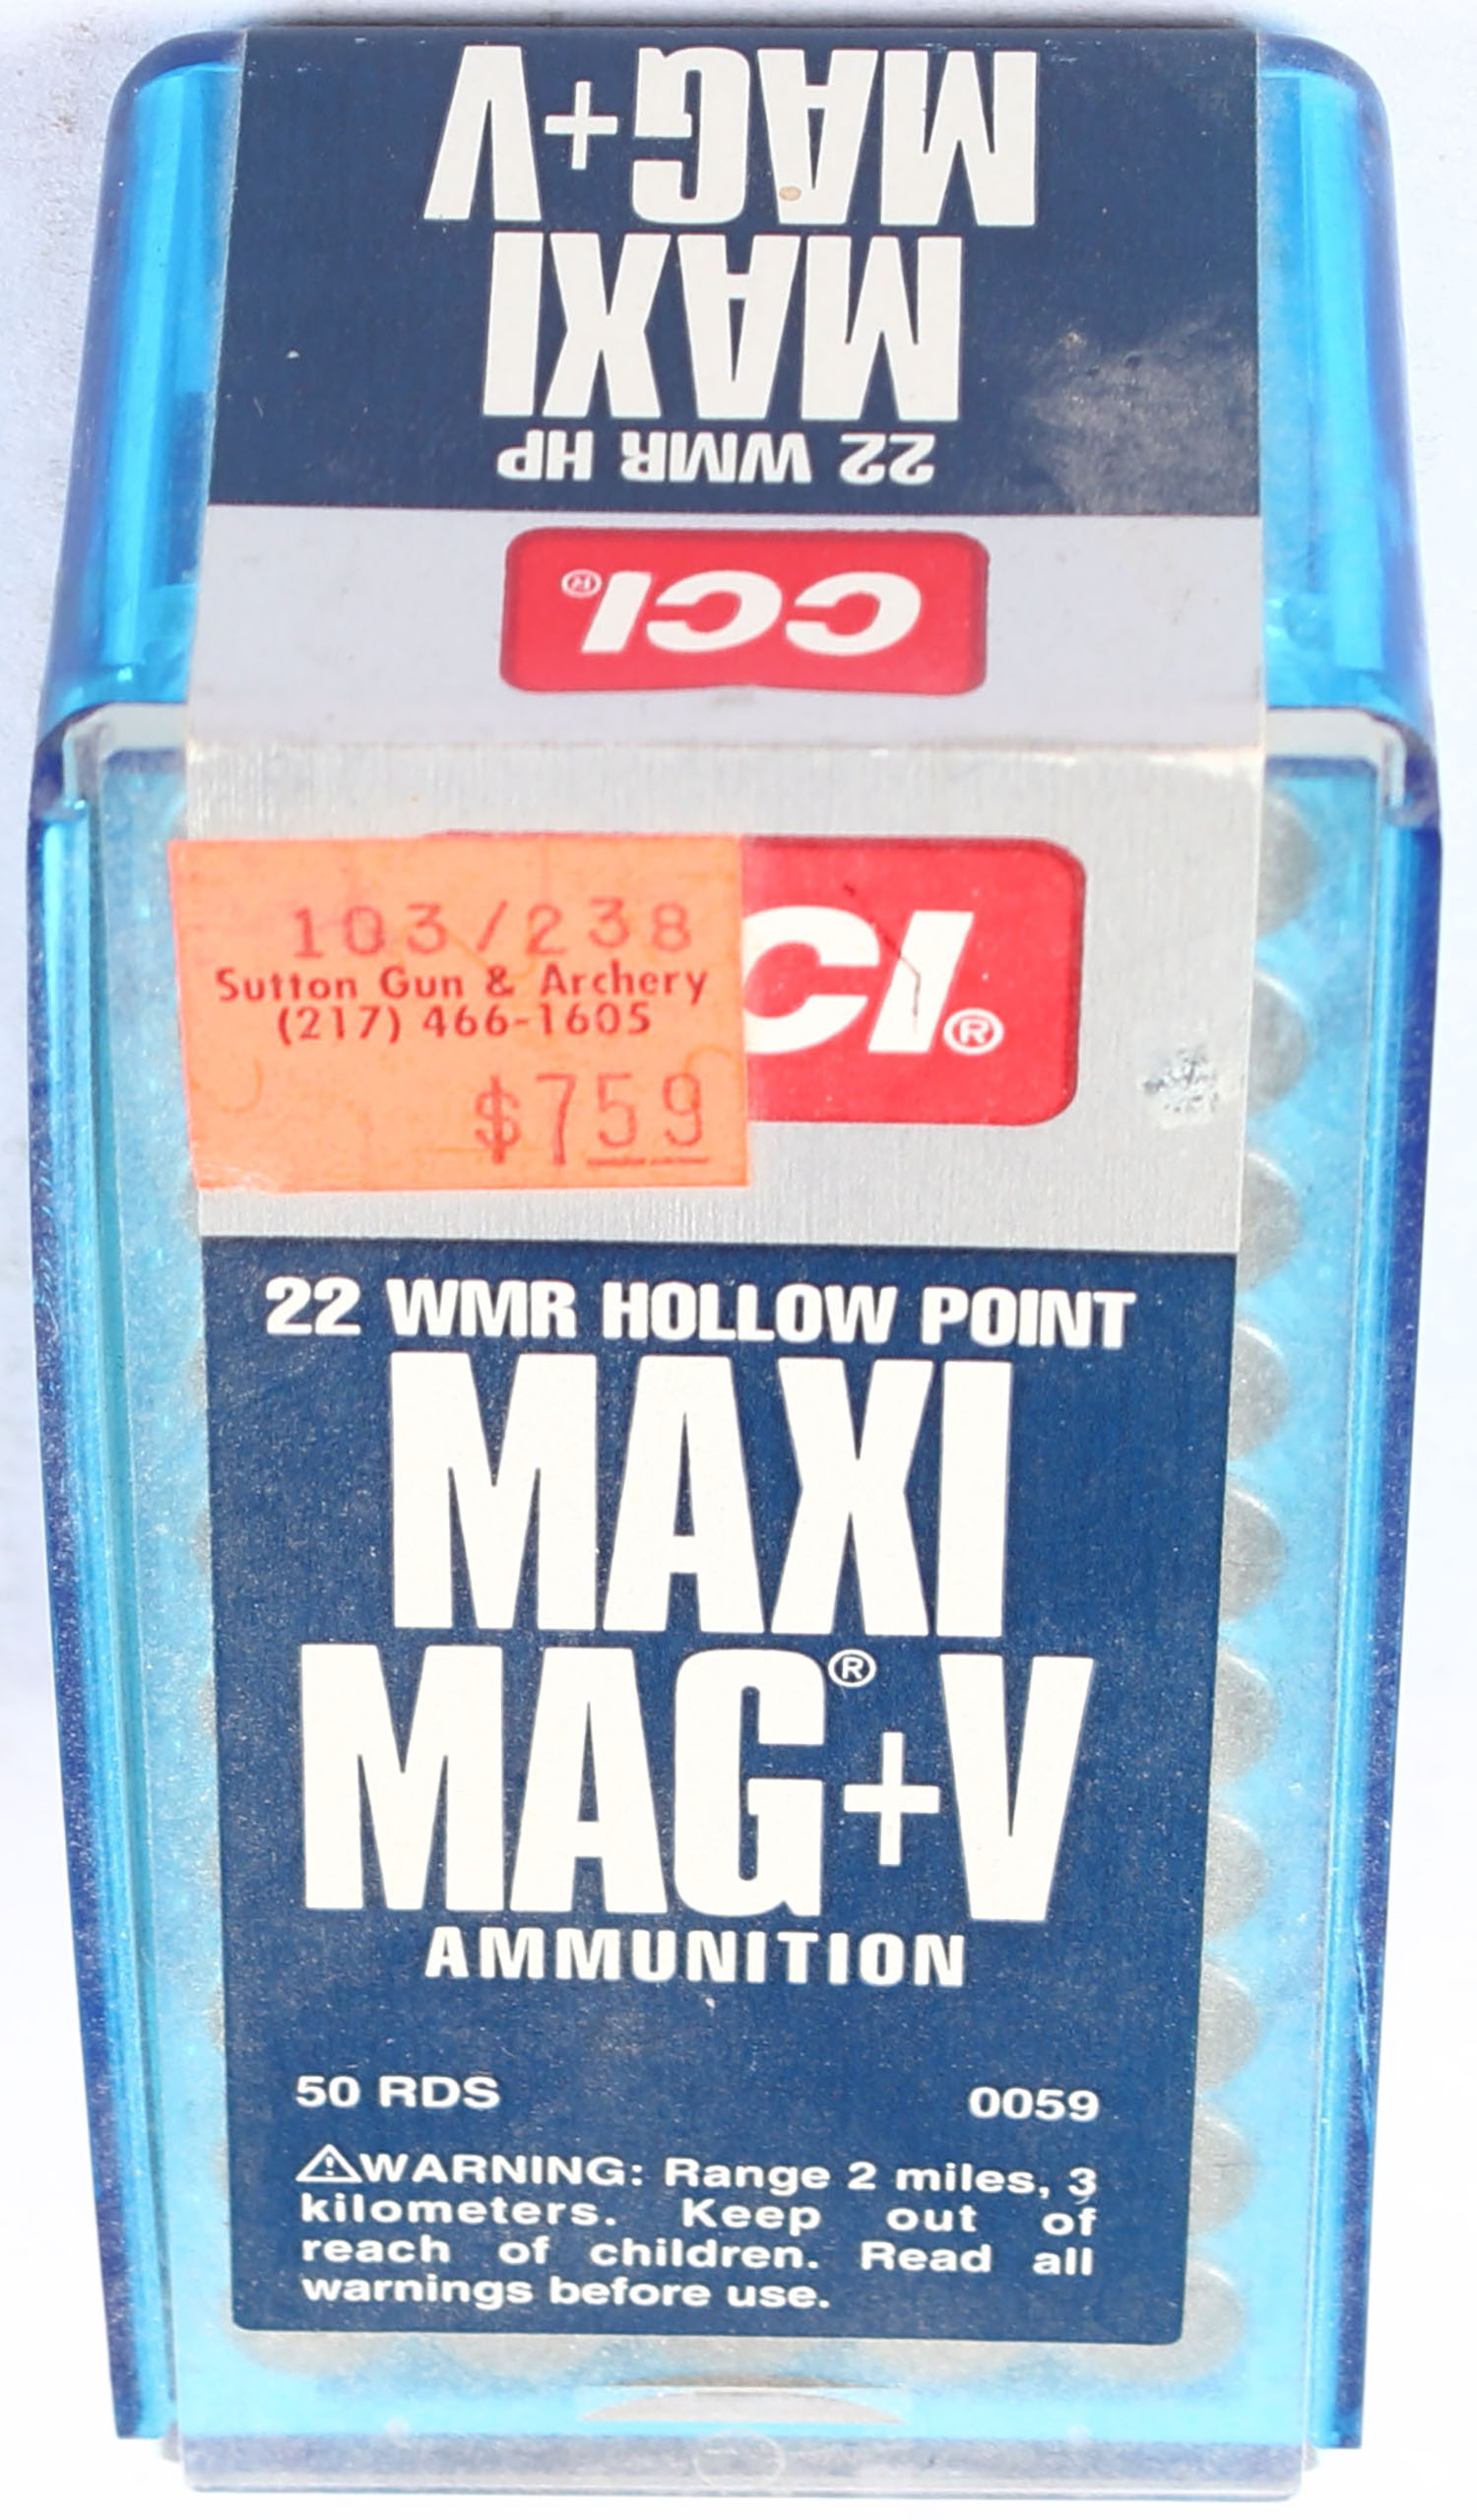 MAG+V
MAXI
22 WMR HP
CCI®
103/238
Sutton Gun & Archery
(217) 466-1605
$759
CI®
22 WMR HOLLOW POINT
MAXI
MAG®+V
AMMUNITION
50 RDS 0059
⚠WARNING: Range 2 miles, 3
kilometers. Keep out of
reach of children. Read all
warnings before use.